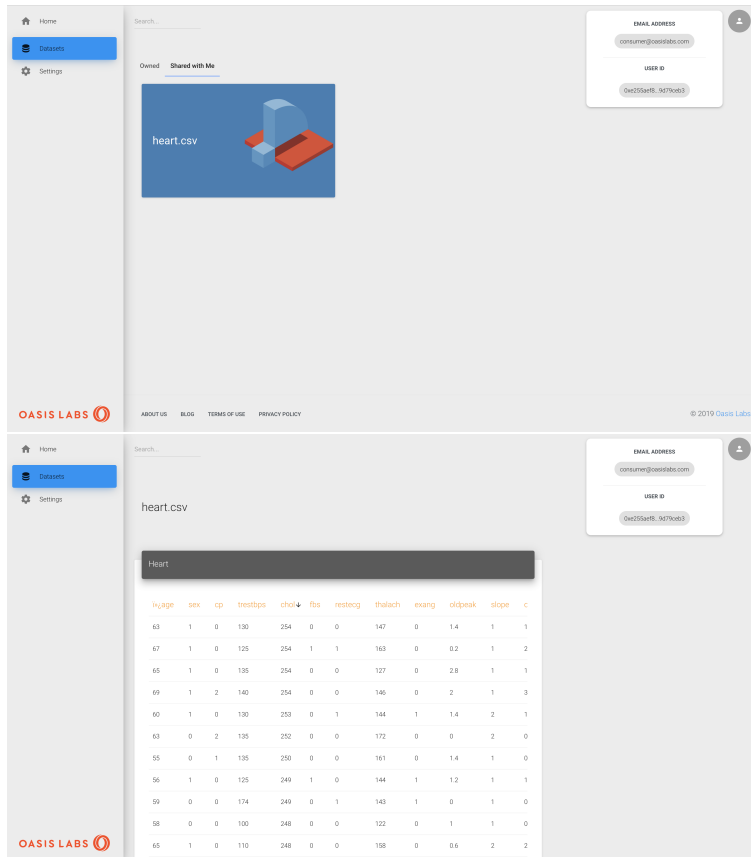 Home
Search...
EMAIL ADDRESS
consumer@oasislabs.com
Datasets
Settings
USER ID
0xe255aef8...9d79ceb3
Owned Shared with Me
heart.csv
OASIS LABS
ABOUT US BLOG TERMS OF USE PRIVACY POLICY
© 2019 Oasis Labs
Home
Search...
EMAIL ADDRESS
consumer@oasislabs.com
Datasets
Settings
USER ID
0xe255aef8...9d79ceb3
heart.csv
Heart
ï»¿age sex cp trestbps chol fbs restecg thalach exang oldpeak slope c
63 1 0 130 254 0 0 147 0 1.4 1 1
67 1 0 125 254 1 1 163 0 0.2 1 2
65 1 0 135 254 0 0 127 0 2.8 1 1
69 1 2 140 254 0 0 146 0 2 1 3
60 1 0 130 253 0 1 144 1 1.4 2 1
63 0 2 135 252 0 0 172 0 0 2 0
55 0 1 135 250 0 0 161 0 1.4 1 0
56 1 0 125 249 1 0 144 1 1.2 1 1
59 0 0 174 249 0 1 143 1 0 1 0
58 0 0 100 248 0 0 122 0 1 1 0
65 1 0 110 248 0 0 158 0 0.6 2 2
OASIS LABS